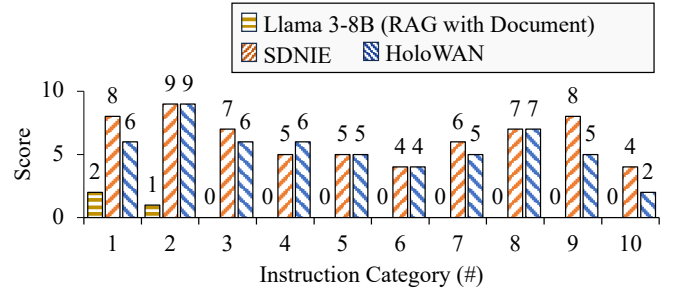 Llama 3-8B (RAG with Document)
SDNIE HoloWAN
10
5
0
Score
2 8 6
1 9 9
0 7 6
0 5 6
0 5 5
0 4 4
0 6 5
0 7 7
0 8 5
0 4 2
1 2 3 4 5 6 7 8 9 10
Instruction Category (#)